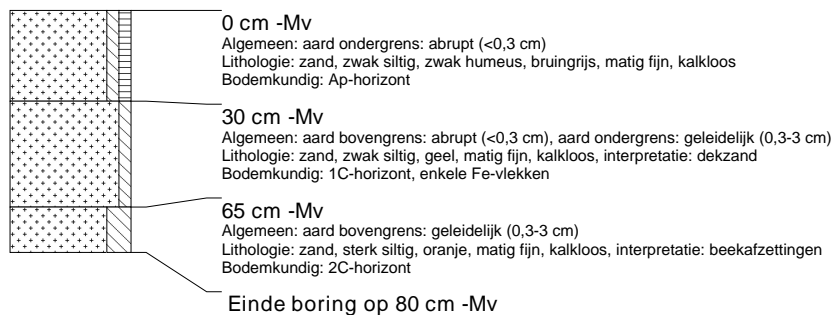 0 cm -Mv
Algemeen: aard ondergrens: abrupt (<0,3 cm)
Lithologie: zand, zwak siltig, zwak humeus, bruingrijs, matig fijn, kalkloos
Bodemkundig: Ap-horizont
30 cm -Mv
Algemeen: aard bovengrens: abrupt (<0,3 cm), aard ondergrens: geleidelijk (0,3-3 cm)
Lithologie: zand, zwak siltig, geel, matig fijn, kalkloos, interpretatie: dekzand
Bodemkundig: 1C-horizont, enkele Fe-vlekken
65 cm -Mv
Algemeen: aard bovengrens: geleidelijk (0,3-3 cm)
Lithologie: zand, sterk siltig, oranje, matig fijn, kalkloos, interpretatie: beekafzettingen
Bodemkundig: 2C-horizont
Einde boring op 80 cm -Mv